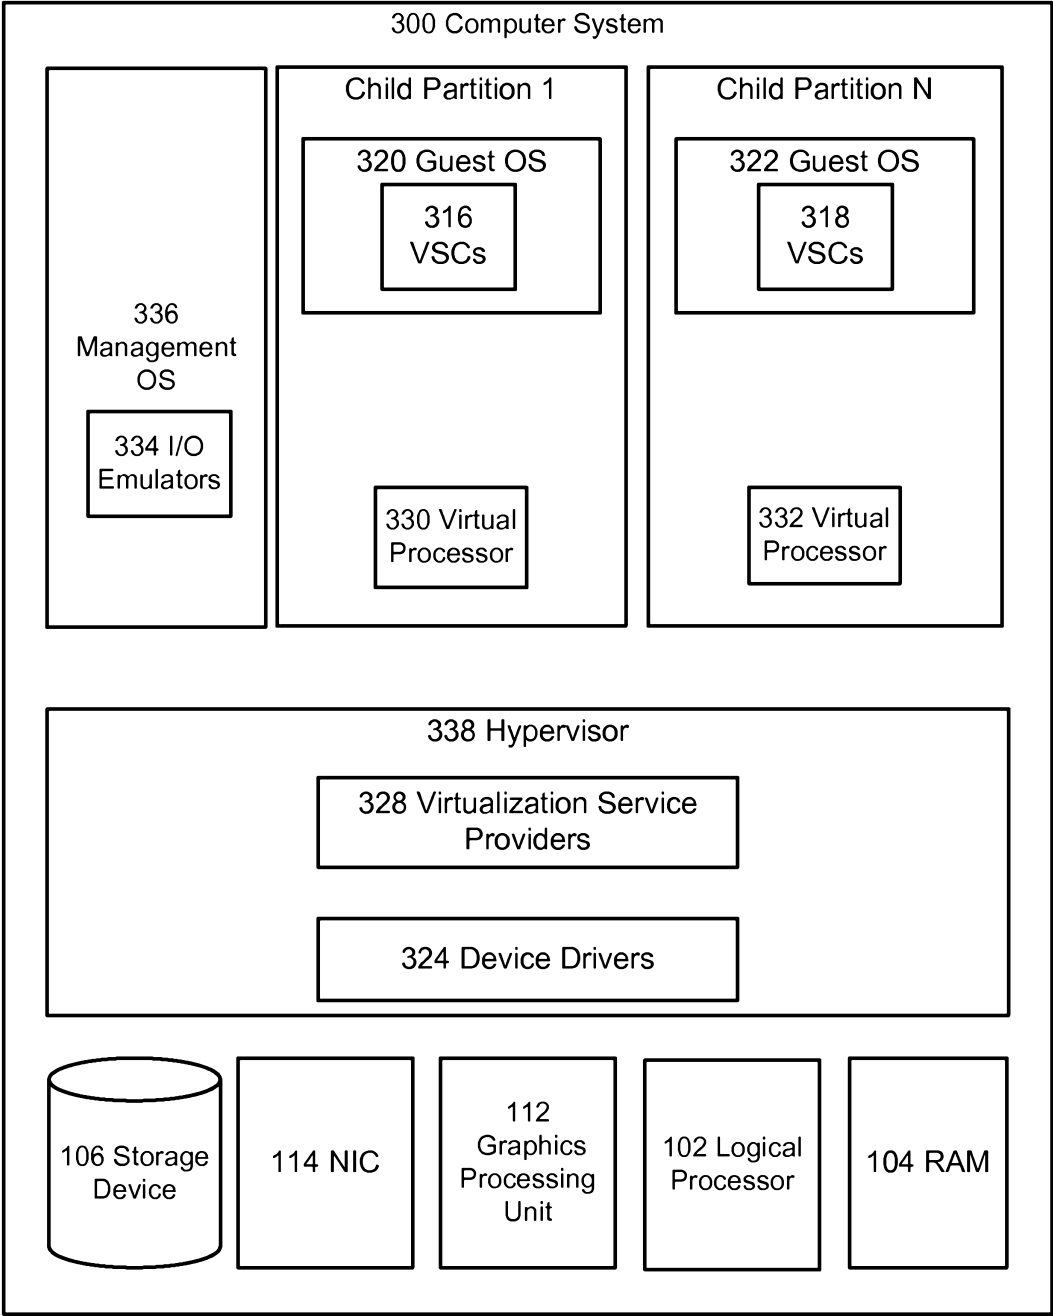 300 Computer System
336
Management
OS
334 I/O
Emulators
Child Partition 1
320 Guest OS
316
VSCs
330 Virtual
Processor
Child Partition N
322 Guest OS
318
VSCs
332 Virtual
Processor
338 Hypervisor
328 Virtualization Service
Providers
324 Device Drivers
106 Storage
Device
114 NIC
112
Graphics
Processing
Unit
102 Logical
Processor
104 RAM